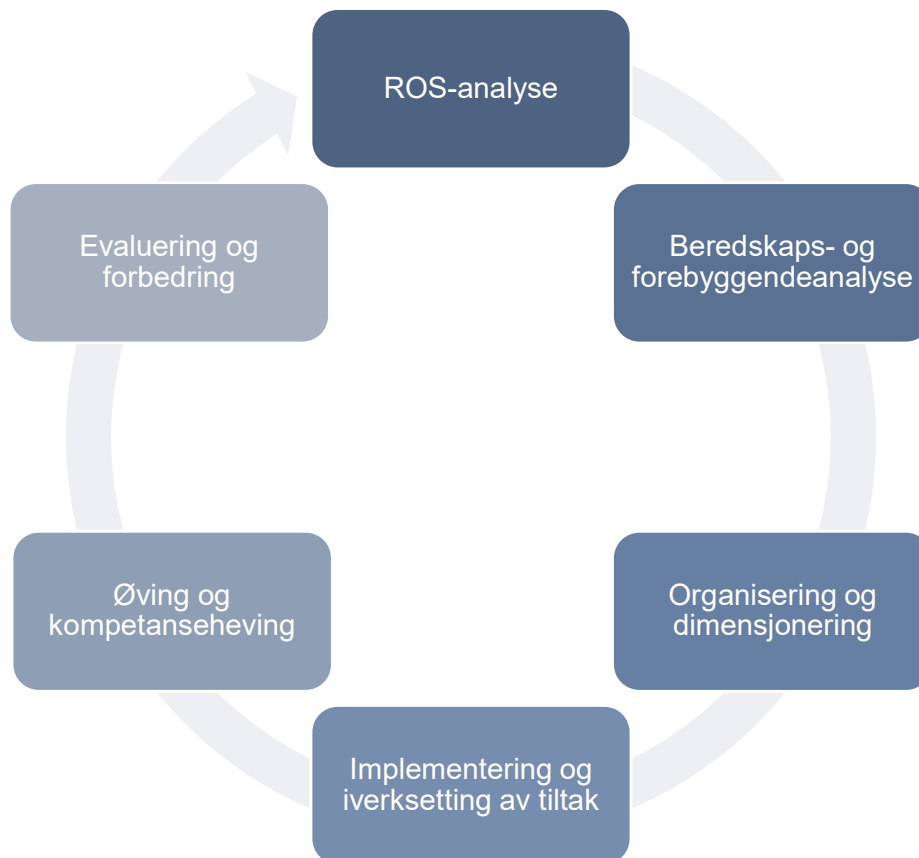 ROS-analyse
Beredskaps- og
forebyggendeanalyse
Organisering og
dimensjonering
Implementering og
iverksetting av tiltak
Øving og
kompetanseheving
Evaluering og
forbedring